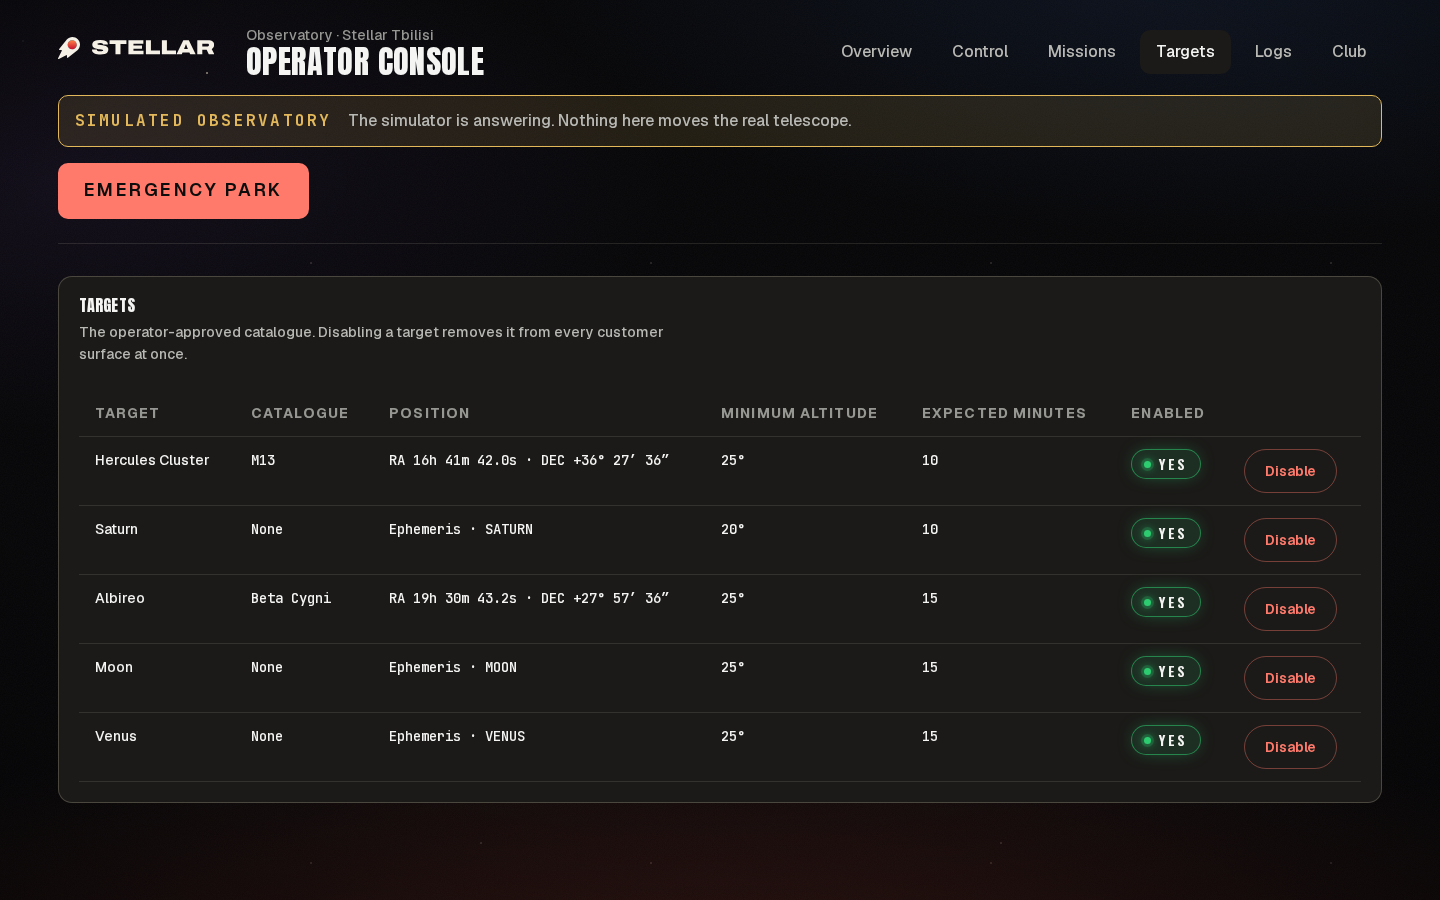 STELLAR
Observatory · Stellar Tbilisi
OPERATOR CONSOLE
Overview
Control
Missions
Targets
Logs
Club
SIMULATED OBSERVATORY The simulator is answering. Nothing here moves the real telescope.
EMERGENCY PARK
TARGETS
The operator-approved catalogue. Disabling a target removes it from every customer
surface at once.
TARGET CATALOGUE POSITION MINIMUM ALTITUDE EXPECTED MINUTES ENABLED
Hercules Cluster M13 RA 16h 41m 42.0s · DEC +36° 27′ 36″ 25° 10 YES Disable
Saturn None Ephemeris · SATURN 20° 10 YES Disable
Albireo Beta Cygni RA 19h 30m 43.2s · DEC +27° 57′ 36″ 25° 15 YES Disable
Moon None Ephemeris · MOON 25° 15 YES Disable
Venus None Ephemeris · VENUS 25° 15 YES Disable